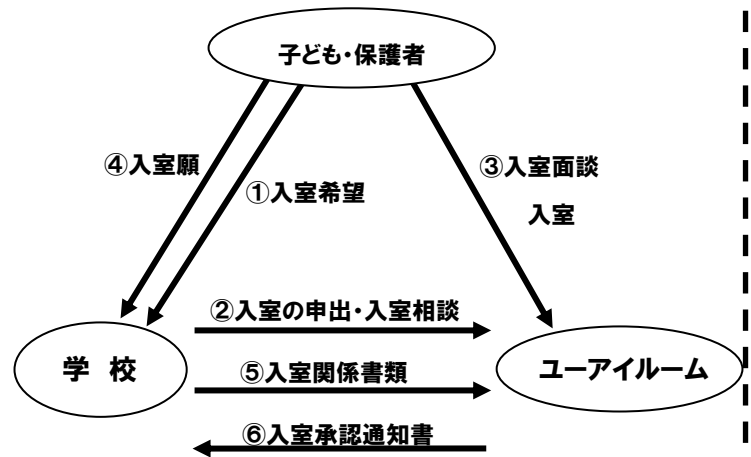 子ども・保護者
④入室願
①入室希望
③入室面談
入室
②入室の申出・入室相談
学 校
⑤入室関係書類
ユーアイルーム
⑥入室承認通知書